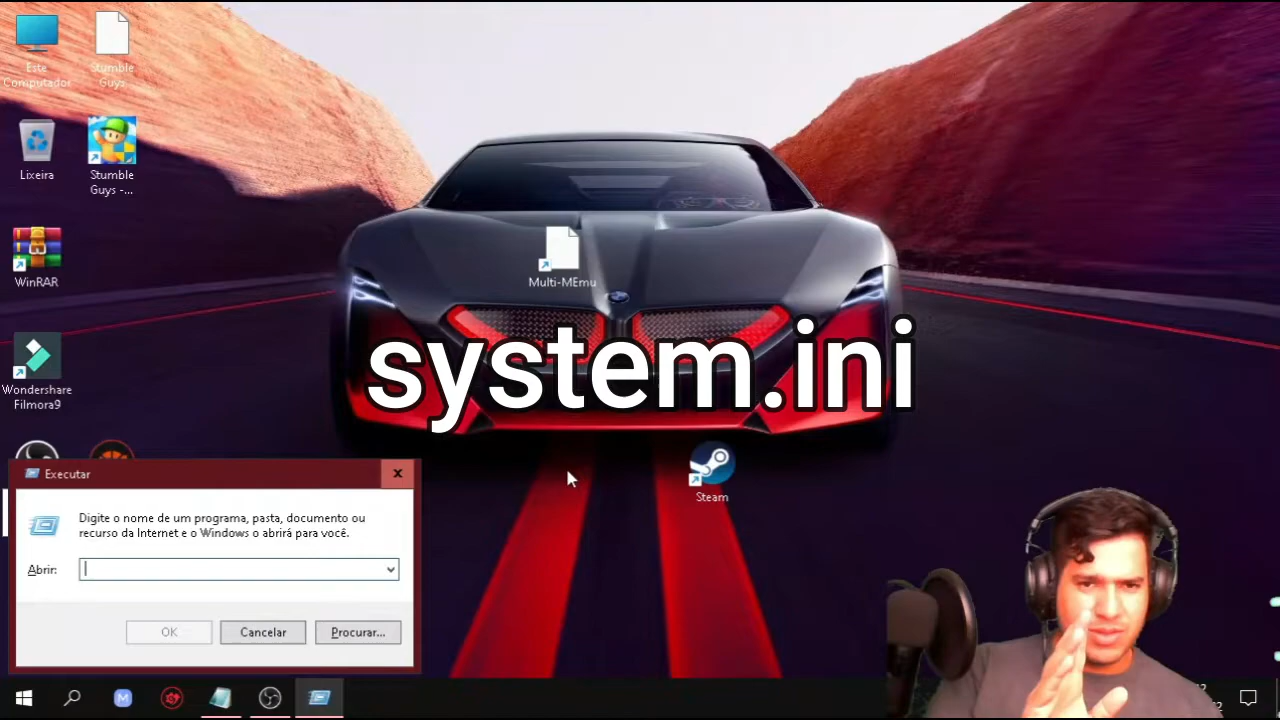 Este
Computador
Stumble
Guys
Lixeira
Stumble
Guys -...
WinRAR
Multi-MEmu
system.ini
Wondershare
Filmora9
Steam
Executar
Digite o nome de um programa, pasta, documento ou
recurso da Internet e o Windows o abrirá para você.
Abrir:
OK
Cancelar
Procurar...